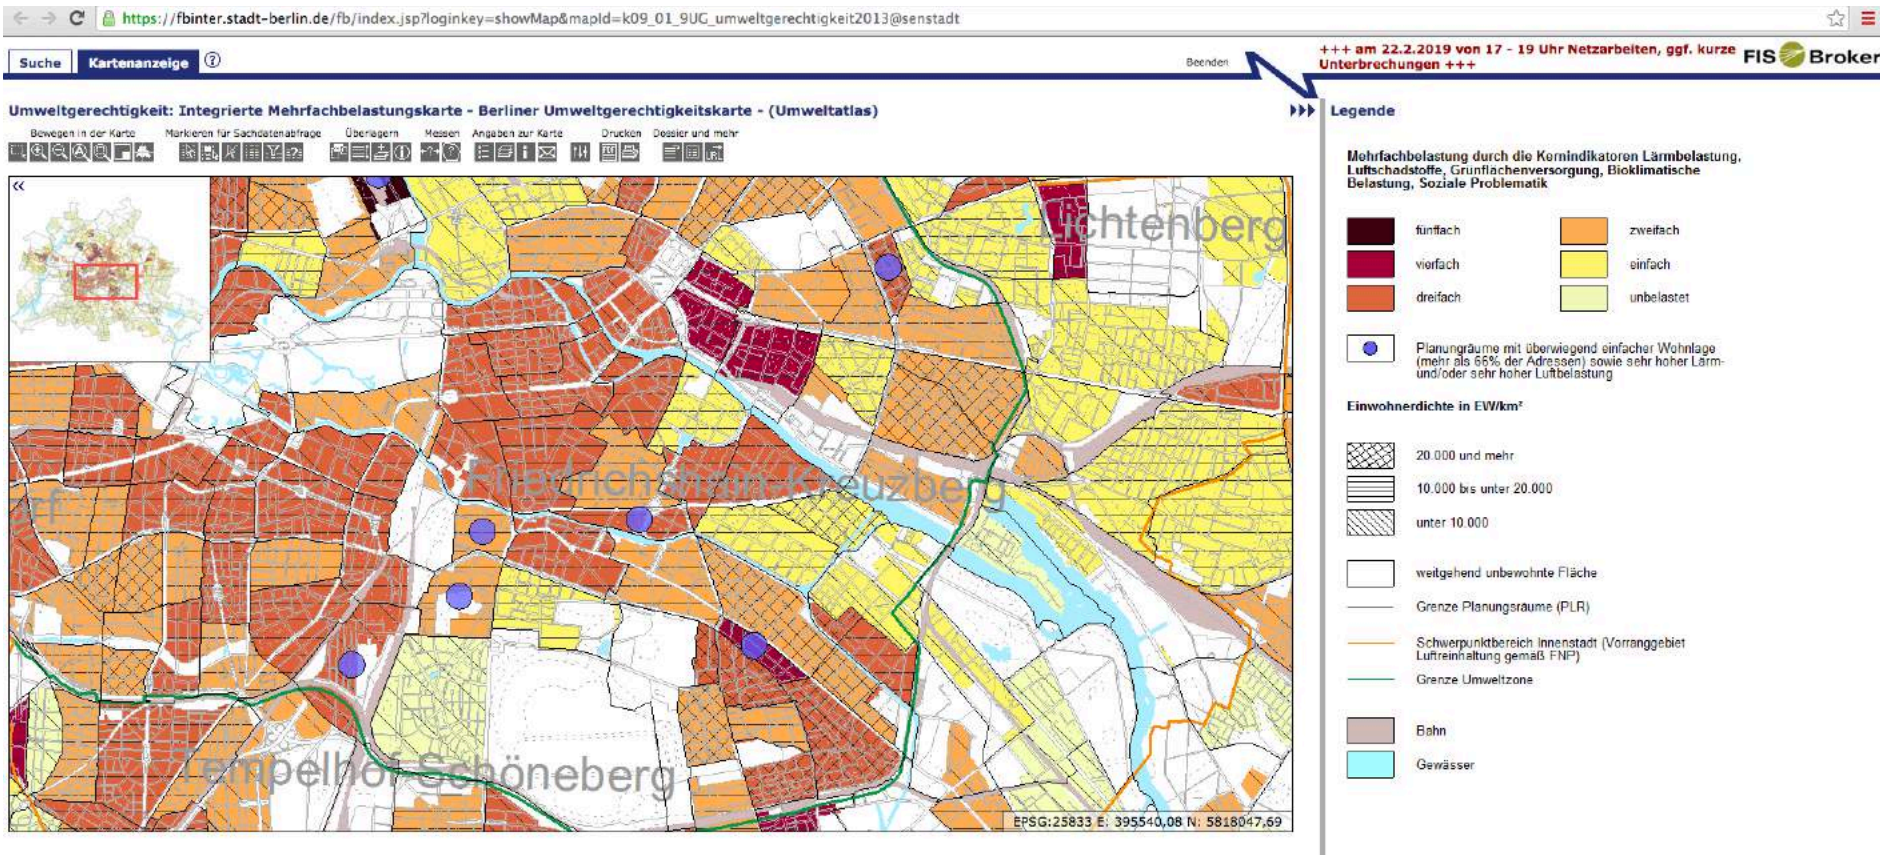 https://fbinter.stadt-berlin.de/fb/index.jsp?loginkey=showMap&mapId=k09_01_9UG_umweltgerechtigkeit2013@senstadt
Suche Kartenanzeige ?
Beenden
+++ am 22.2.2019 von 17 - 19 Uhr Netzarbeiten, ggf. kurze
Unterbrechungen +++
FIS Broker
Umweltgerechtigkeit: Integrierte Mehrfachbelastungskarte - Berliner Umweltgerechtigkeitskarte - (Umweltatlas)
Bewegen in der Karte Markieren für Sachdatenabfrage Überlagern Messen Angaben zur Karte Drucken Dossier und mehr
Lichtenberg
Friedrichshain-Kreuzberg
Tempelhof-Schöneberg
EPSG:25833 E: 395540,08 N: 5818047,69
Legende
Mehrfachbelastung durch die Kernindikatoren Lärmbelastung,
Luftschadstoffe, Grünflächenversorgung, Bioklimatische
Belastung, Soziale Problematik
fünffach
zweifach
vierfach
einfach
dreifach
unbelastet
Planungräume mit überwiegend einfacher Wohnlage
(mehr als 66% der Adressen) sowie sehr hoher Lärm-
und/oder sehr hoher Luftbelastung
Einwohnerdichte in EW/km²
20.000 und mehr
10.000 bis unter 20.000
unter 10.000
weitgehend unbewohnte Fläche
Grenze Planungsräume (PLR)
Schwerpunktbereich Innenstadt (Vorranggebiet
Luftreinhaltung gemäß FNP)
Grenze Umweltzone
Bahn
Gewässer